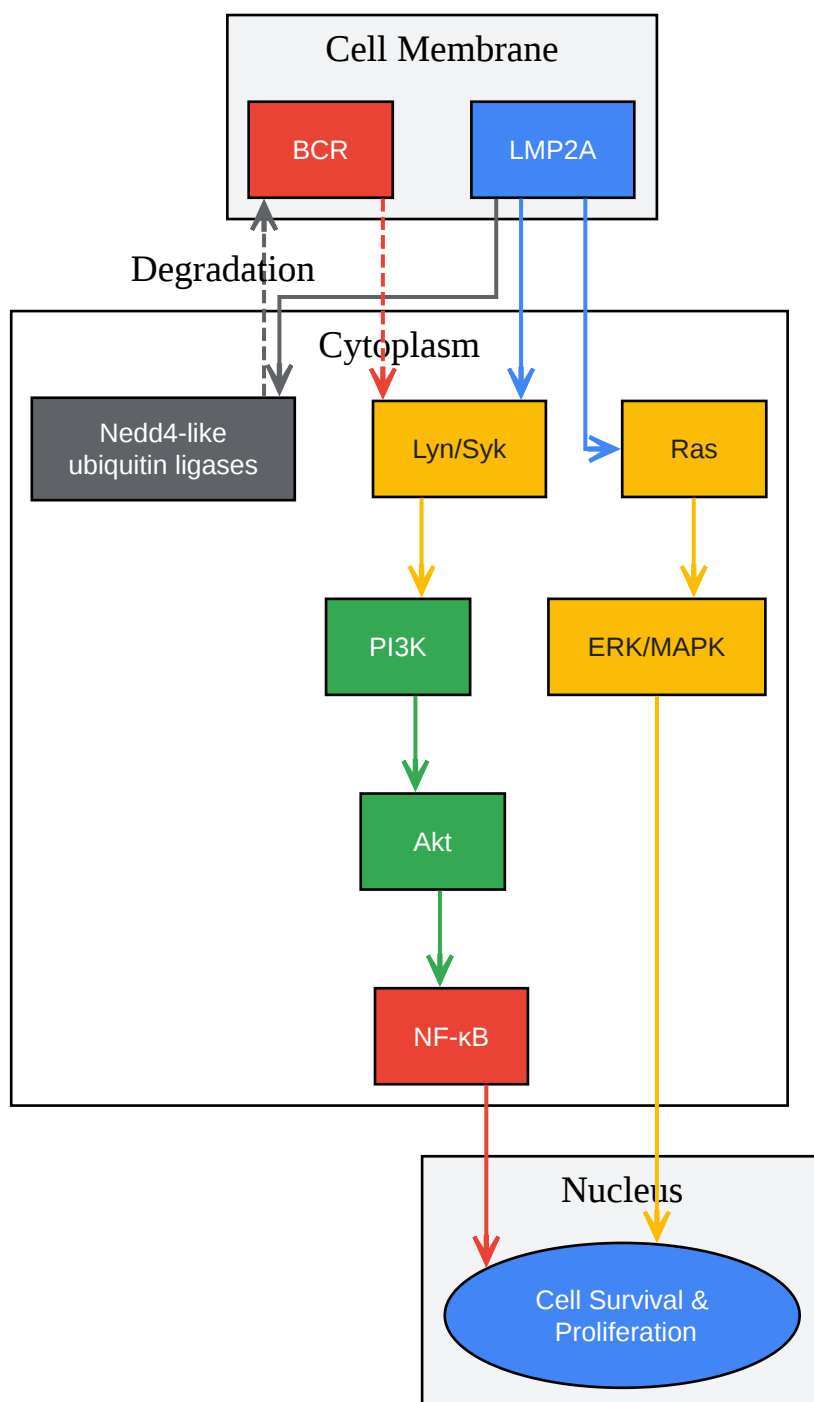 Cell Membrane
BCR
LMP2A
Degradation
Cytoplasm
Nedd4-like
ubiquitin ligases
Lyn/Syk
Ras
PI3K
ERK/MAPK
Akt
NF-κB
Nucleus
Cell Survival &
Proliferation